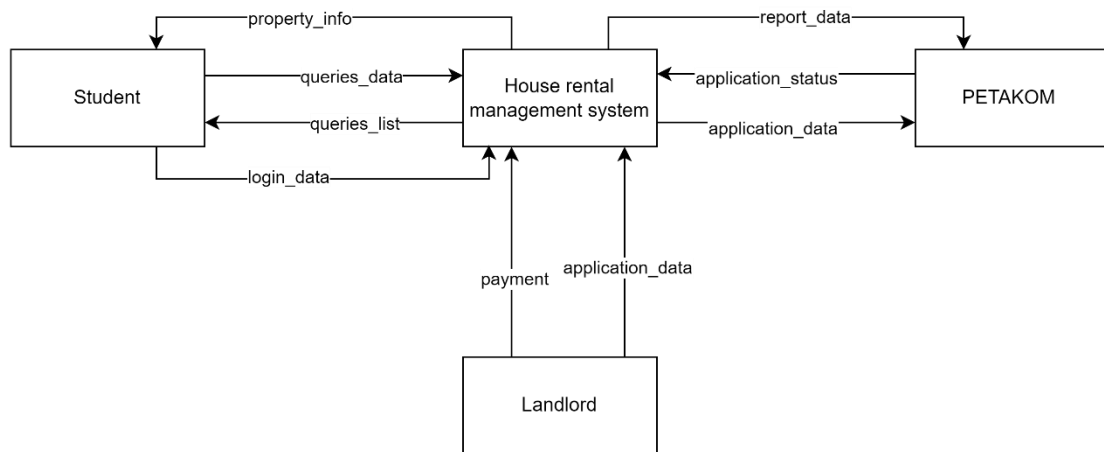 property_info
report_data
Student
queries_data
House rental
management system
application_status
PETAKOM
queries_list
application_data
login_data
payment
application_data
Landlord